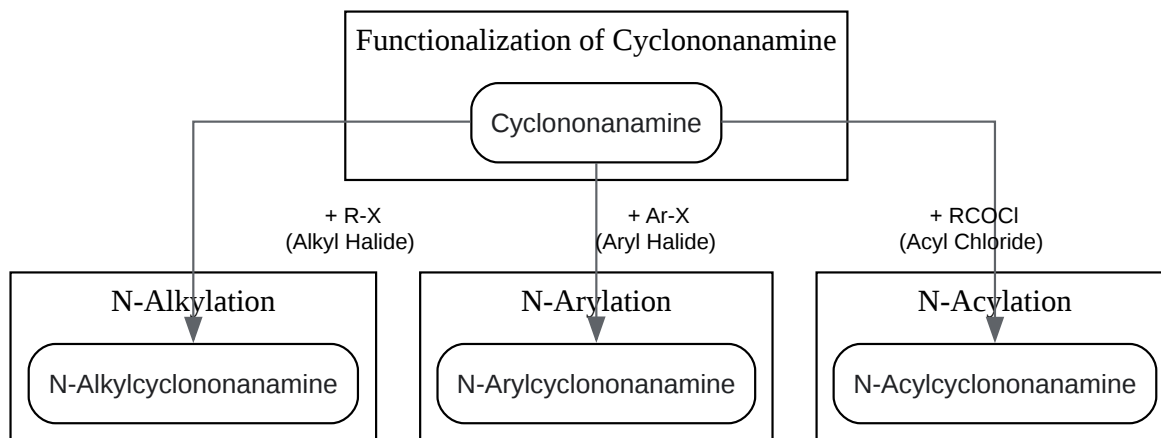 Functionalization of Cyclononanamine
Cyclononanamine
+ R-X
(Alkyl Halide)
+ Ar-X
(Aryl Halide)
+ RCOCl
(Acyl Chloride)
N-Alkylation
N-Arylation
N-Acylation
N-Alkylcyclononanamine
N-Arylcyclononanamine
N-Acylcyclononanamine